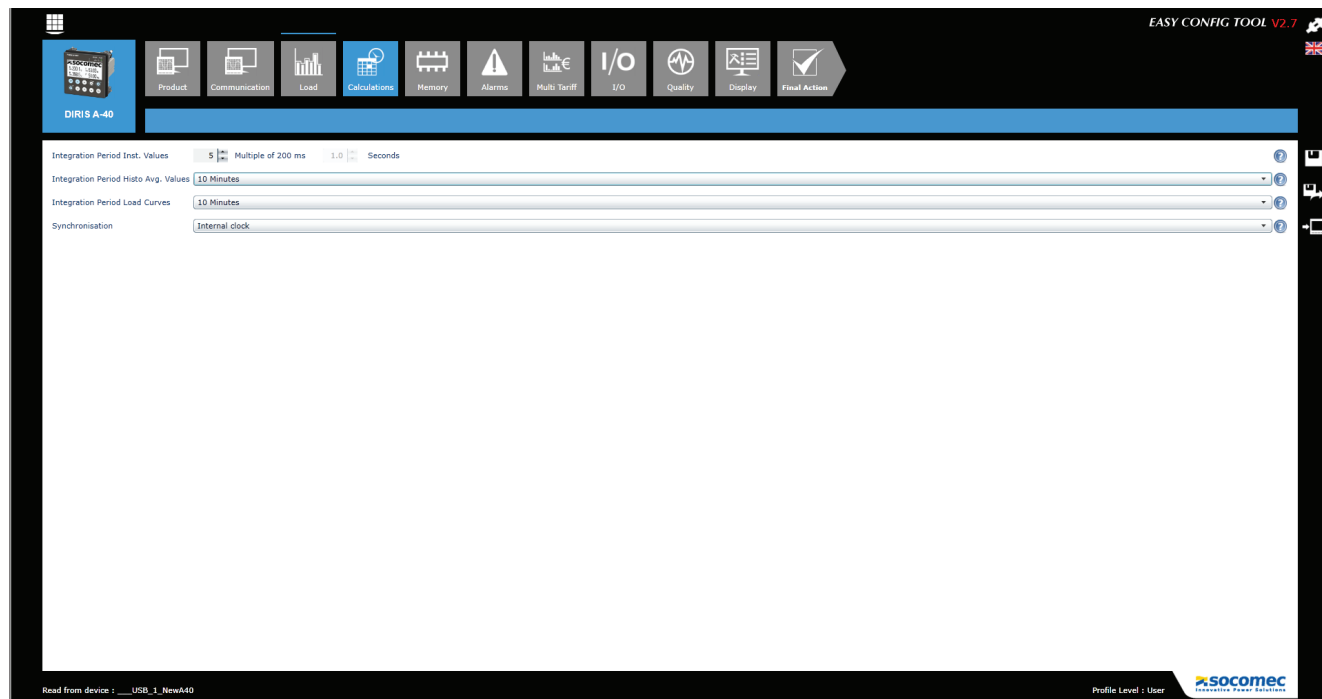 EASY CONFIG TOOL V2.7
socomec
DIRIS A-40
Product
Communication
Load
Calculations
Memory
Alarms
Multi Tariff
I/O
I/O
Quality
Display
Final Action
Integration Period Inst. Values 5 Multiple of 200 ms 1.0 Seconds
Integration Period Histo Avg. Values 10 Minutes
Integration Period Load Curves 10 Minutes
Synchronisation Internal clock
Read from device : ___USB_1_NewA40
Profile Level : User
socomec
Innovative Power Solutions